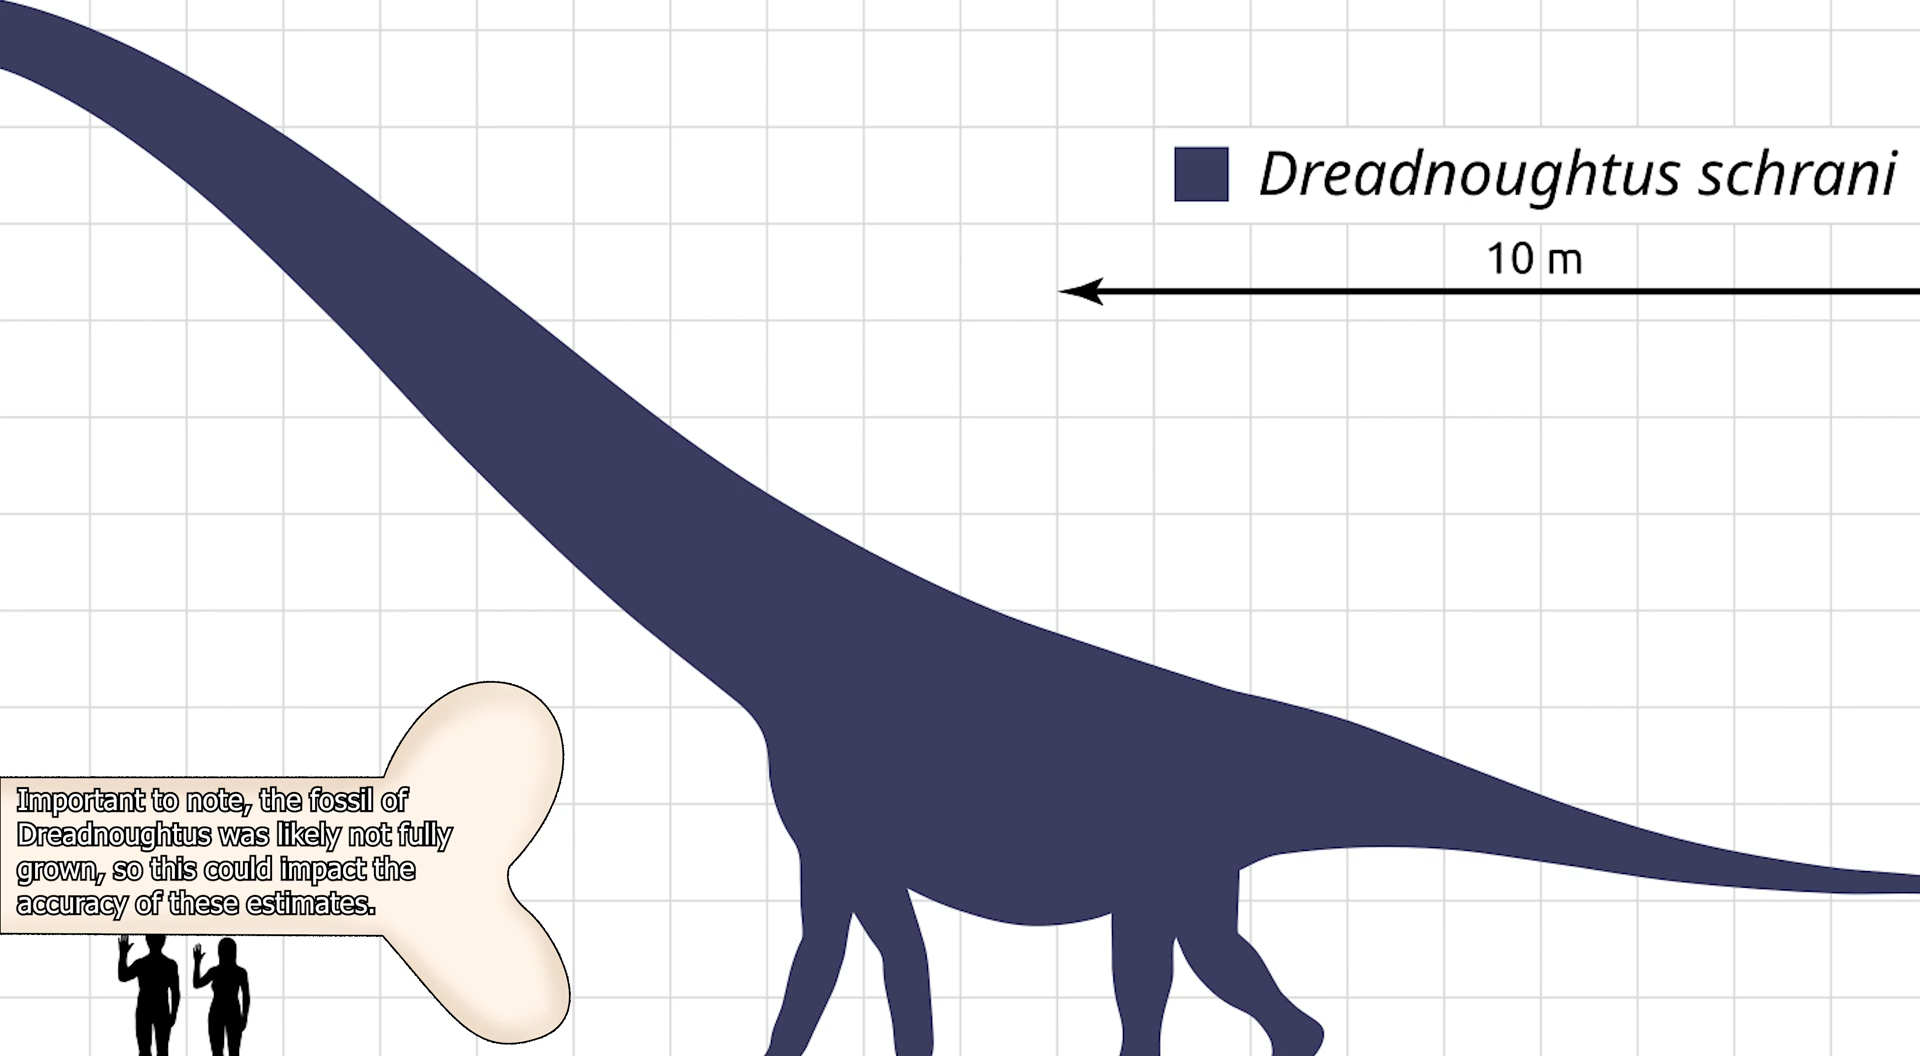 Dreadnoughtus schrani
10 m
Important to note, the fossil of
Dreadnoughtus was likely not fully
grown, so this could impact the
accuracy of these estimates.